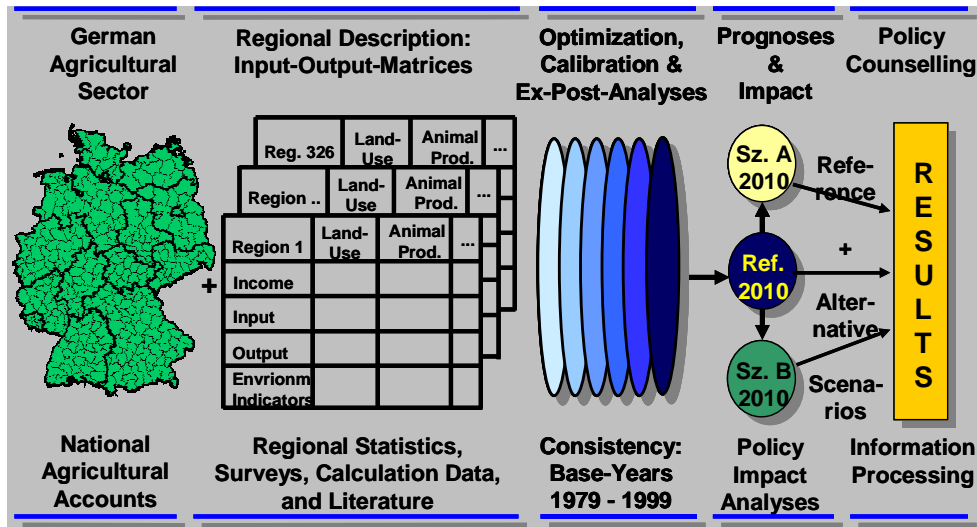 German
Agricultural
Sector
Regional Description:
Input-Output-Matrices
Optimization,
Calibration &
Ex-Post-Analyses
Prognoses
&
Impact
Policy
Counselling
Reg. 326
Land-
Use
Animal
Prod.
...
Region ..
Land-
Use
Animal
Prod.
...
Region 1
Land-
Use
Animal
Prod.
...
+
Income
Input
Output
Envrionm
Indicators
Sz. A
2010
Ref.
2010
Sz. B
2010
Refe-
rence
+
Alter-
native
Scena-
rios
R
E
S
U
L
T
S
National
Agricultural
Accounts
Regional Statistics,
Surveys, Calculation Data,
and Literature
Consistency:
Base-Years
1979 - 1999
Policy
Impact
Analyses
Information
Processing